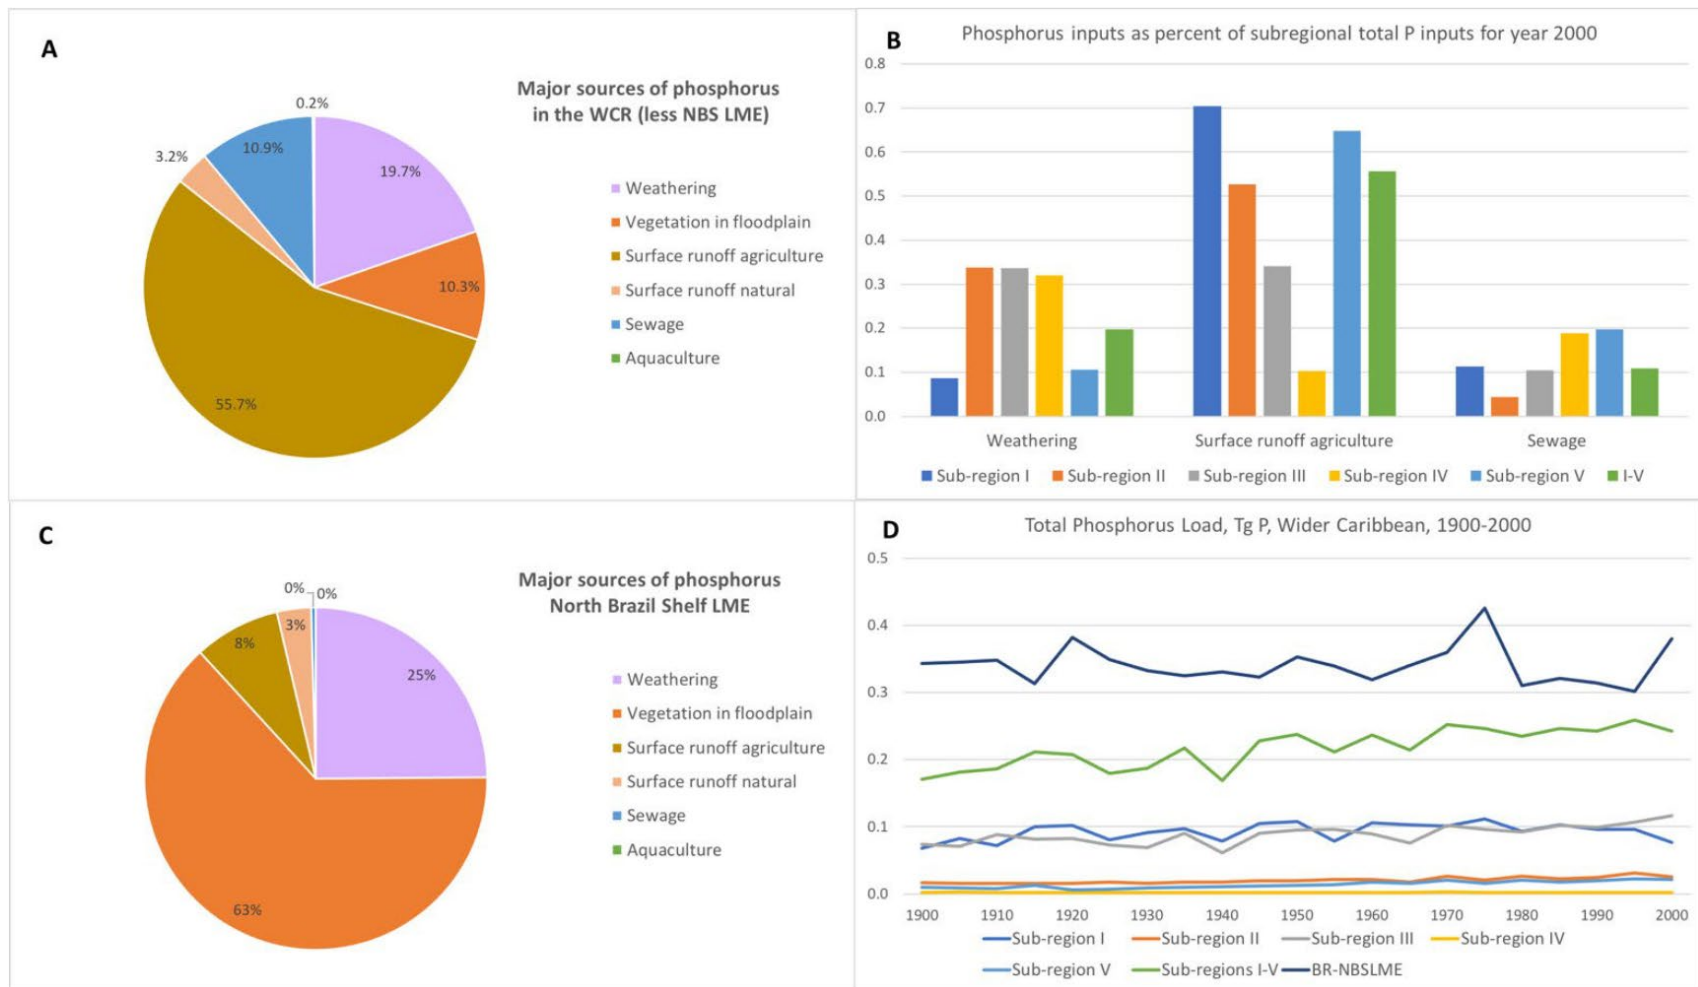 A
Major sources of phosphorus
in the WCR (less NBS LME)
0.2%
10.9%
3.2%
19.7%
10.3%
55.7%
Weathering
Vegetation in floodplain
Surface runoff agriculture
Surface runoff natural
Sewage
Aquaculture
B
Phosphorus inputs as percent of subregional total P inputs for year 2000
0.8
0.7
0.6
0.5
0.4
0.3
0.2
0.1
0.0
Weathering Surface runoff agriculture Sewage
Sub-region I Sub-region II Sub-region III Sub-region IV Sub-region V I-V
C
Major sources of phosphorus
North Brazil Shelf LME
0% 0%
3%
8%
25%
63%
Weathering
Vegetation in floodplain
Surface runoff agriculture
Surface runoff natural
Sewage
Aquaculture
D
Total Phosphorus Load, Tg P, Wider Caribbean, 1900-2000
0.5
0.4
0.3
0.2
0.1
0.0
1900 1910 1920 1930 1940 1950 1960 1970 1980 1990 2000
Sub-region I Sub-region II Sub-region III Sub-region IV
Sub-region V Sub-regions I-V BR-NBSLME